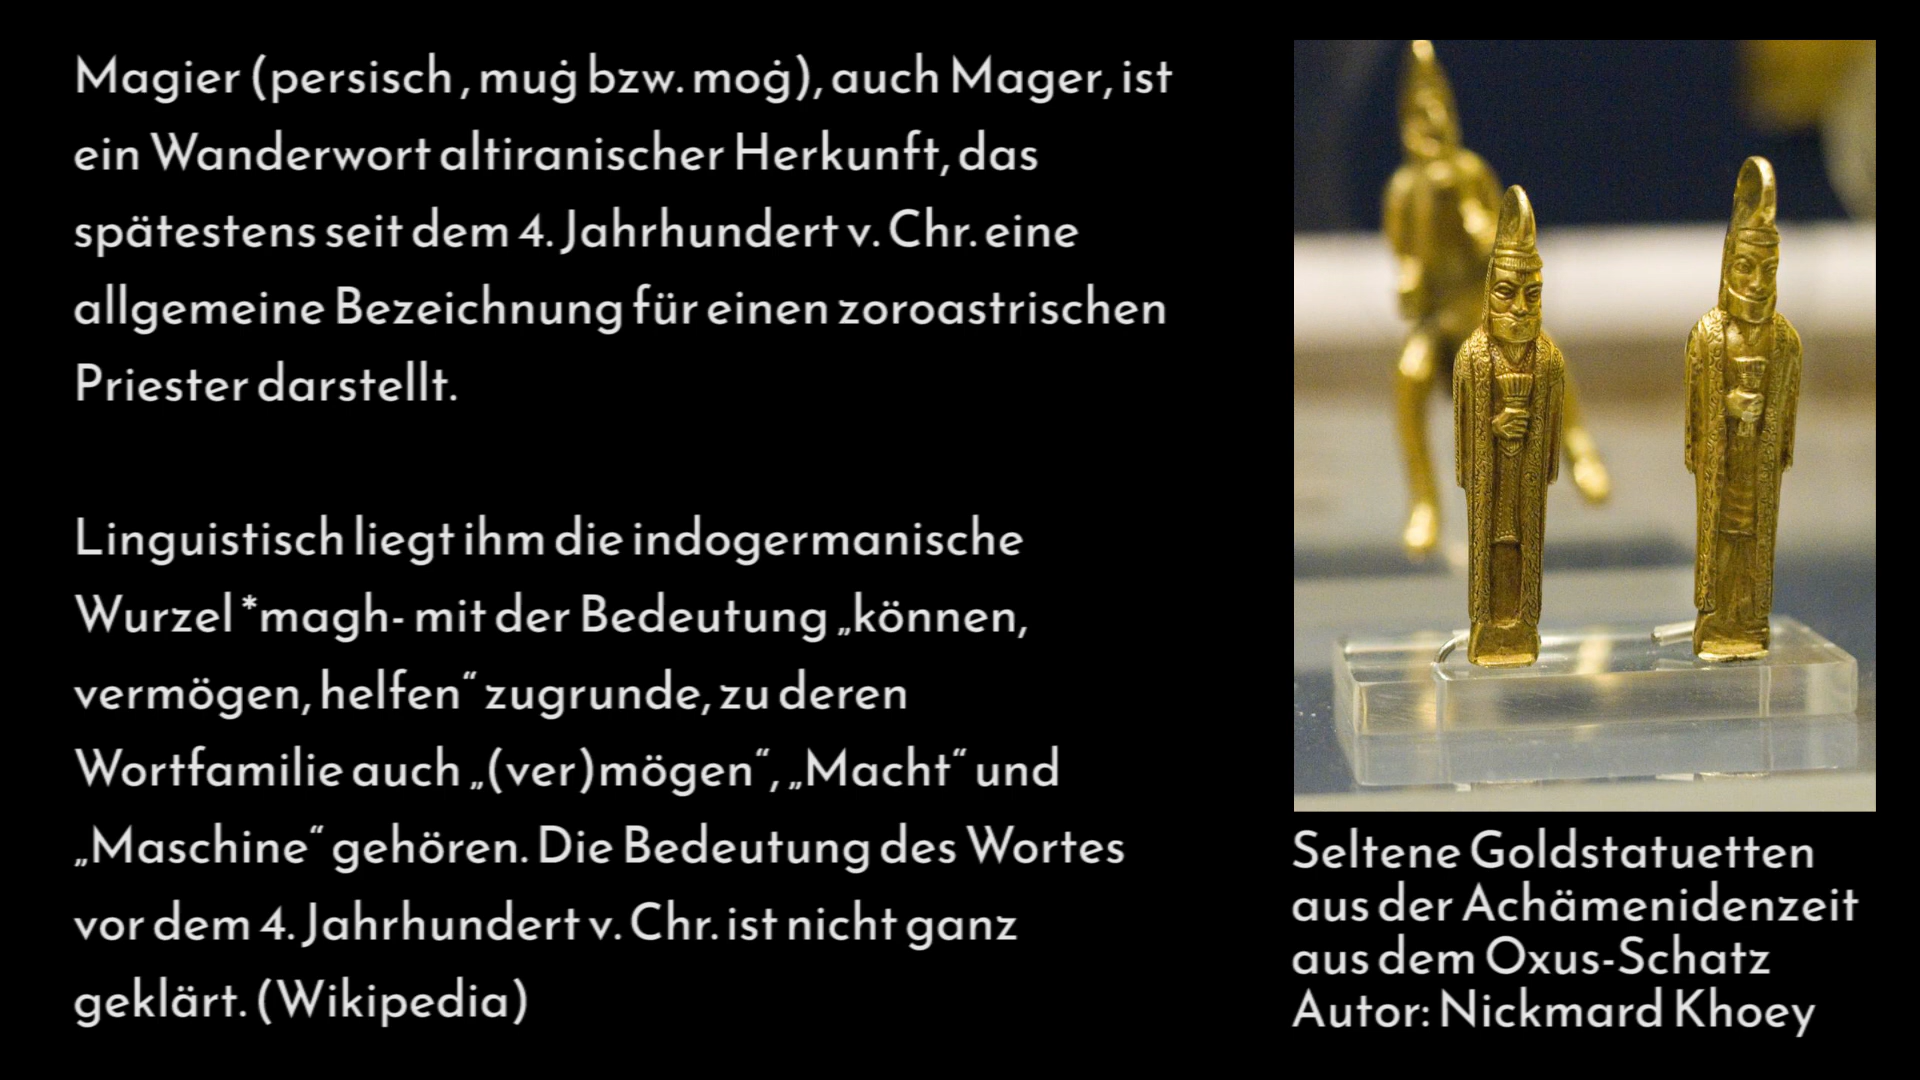 Magier (persisch , muġ bzw. moġ), auch Mager, ist
ein Wanderwort altiranischer Herkunft, das
spätestens seit dem 4. Jahrhundert v. Chr. eine
allgemeine Bezeichnung für einen zoroastrischen
Priester darstellt.
Linguistisch liegt ihm die indogermanische
Wurzel *magh- mit der Bedeutung „können,
vermögen, helfen“ zugrunde, zu deren
Wortfamilie auch „(ver)mögen“, „Macht“ und
„Maschine“ gehören. Die Bedeutung des Wortes
vor dem 4. Jahrhundert v. Chr. ist nicht ganz
geklärt. (Wikipedia)
Seltene Goldstatuetten
aus der Achämenidenzeit
aus dem Oxus-Schatz
Autor: Nickmard Khoey